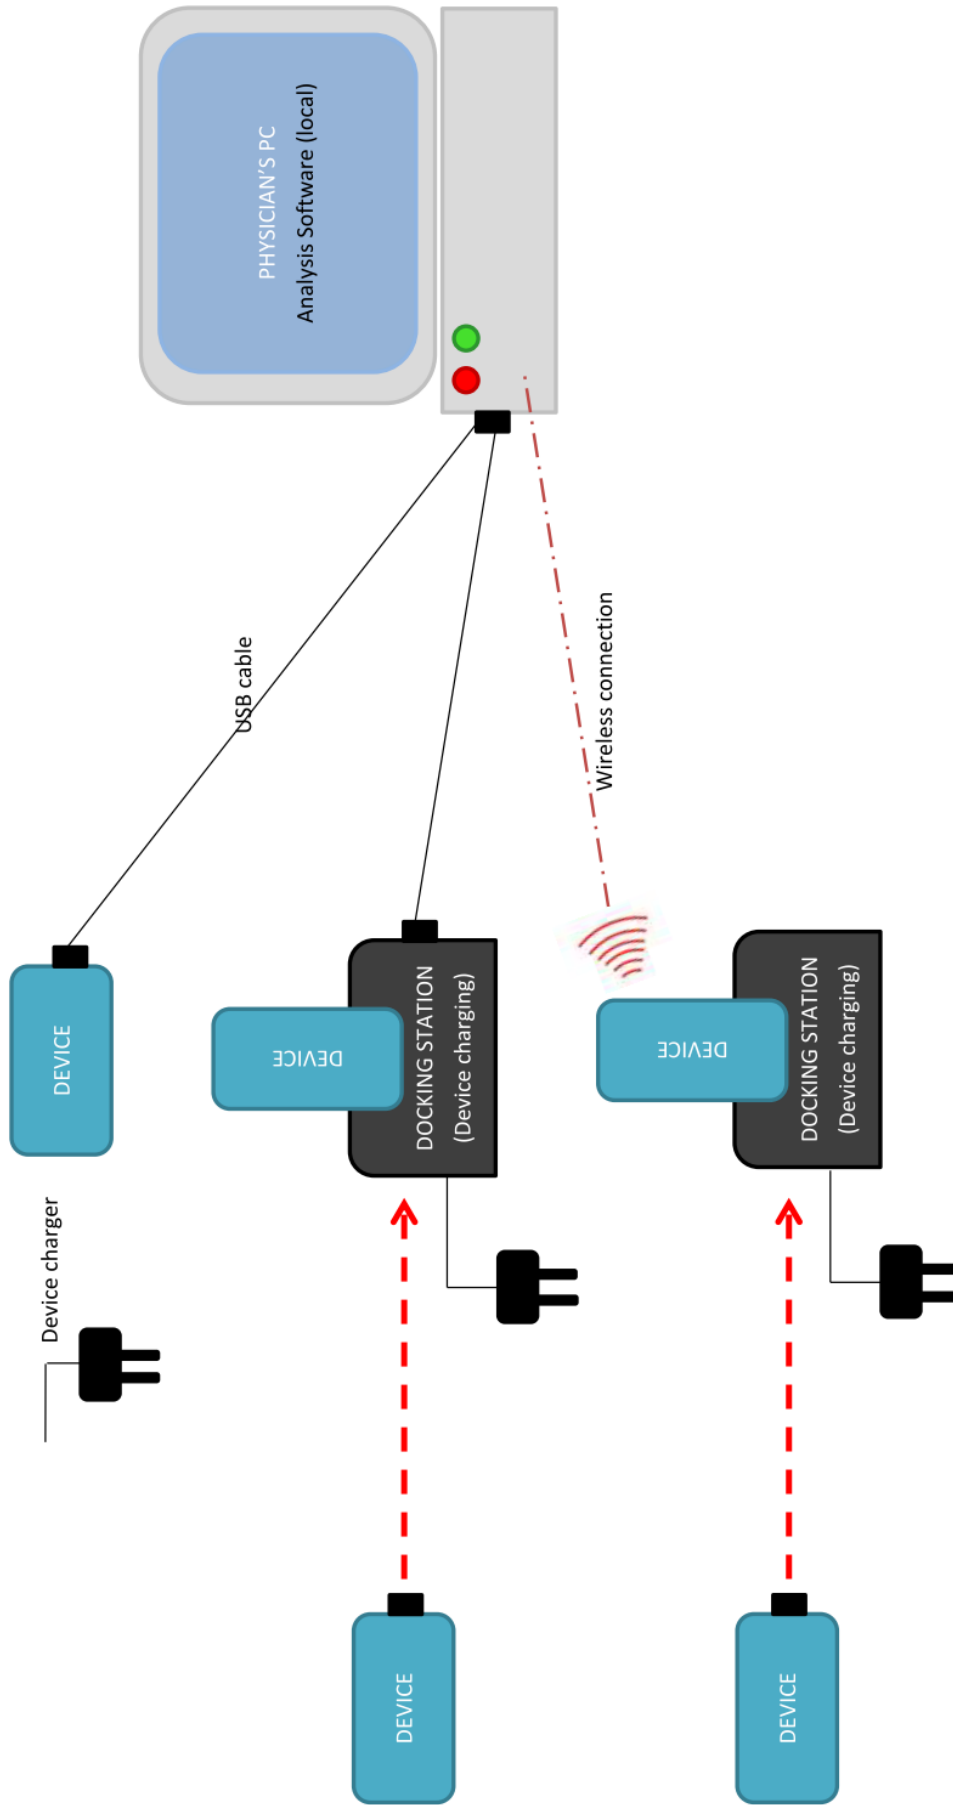 Device charger
DEVICE
USB cable
PHYSICIAN'S PC
Analysis Software (local)
DEVICE
DEVICE
DOCKING STATION
(Device charging)
Wireless connection
DEVICE
DEVICE
DOCKING STATION
(Device charging)